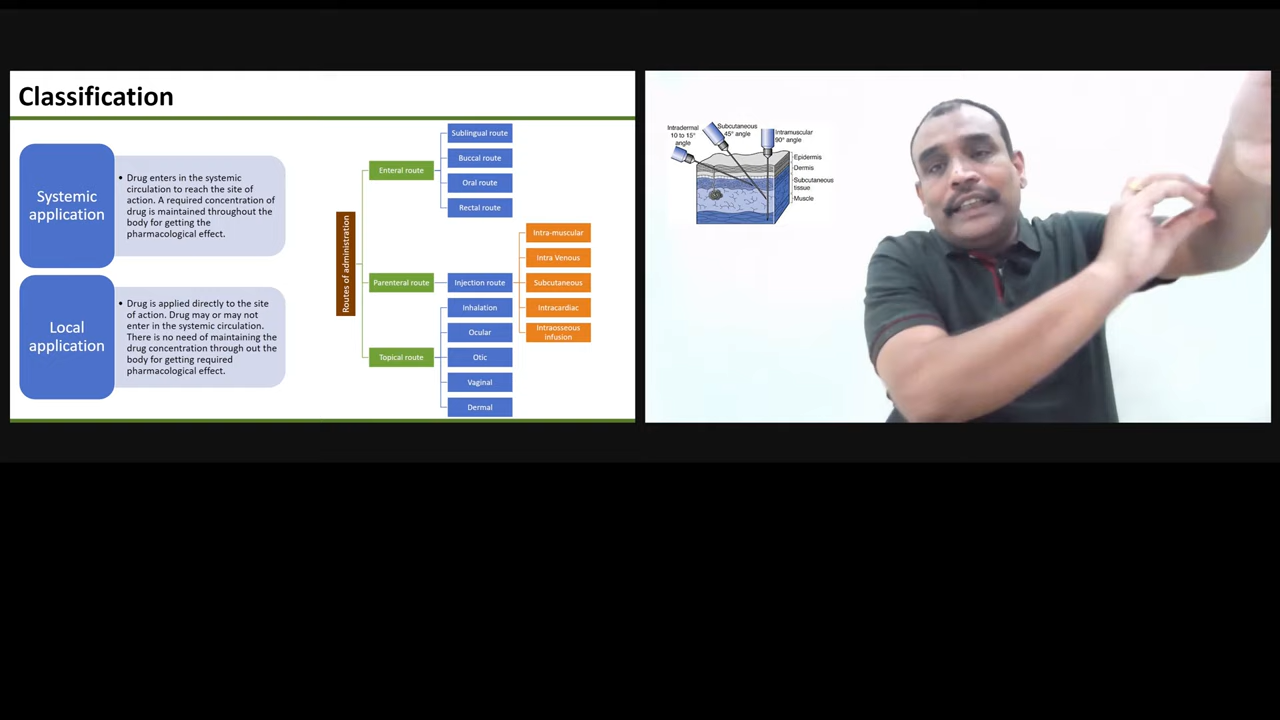 Classification
Systemic
application
• Drug enters in the systemic
circulation to reach the site of
action. A required concentration of
drug is maintained throughout the
body for getting the
pharmacological effect.
Local
application
• Drug is applied directly to the site
of action. Drug may or may not
enter in the systemic circulation.
There is no need of maintaining the
drug concentration through out the
body for getting required
pharmacological effect.
Routes of administration
Enteral route
Sublingual route
Buccal route
Oral route
Rectal route
Parenteral route
Injection route
Intra-muscular
Intra Venous
Subcutaneous
Intracardiac
Intraosseous
Infusion
Topical route
Inhalation
Ocular
Otic
Vaginal
Dermal
Intradermal
10 to 15°
angle
Subcutaneous
45° angle
Intramuscular
90° angle
Epidermis
Dermis
Subcutaneous
tissue
Muscle